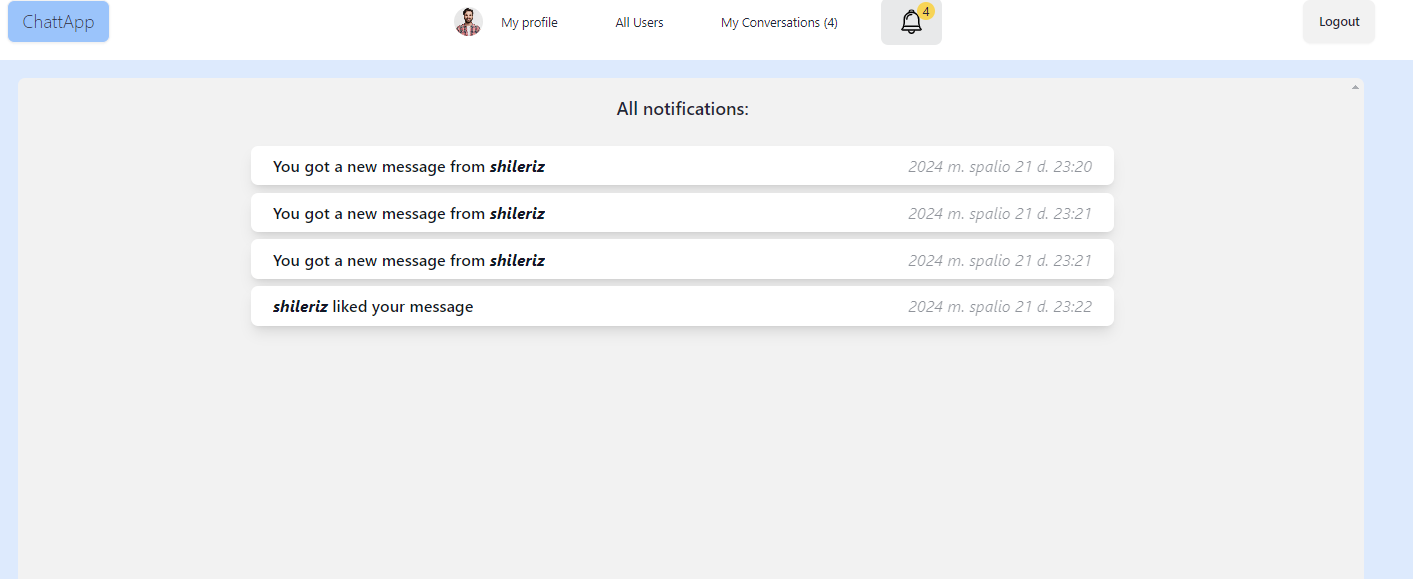 ChattApp My profile All Users My Conversations (4) 4 Logout
All notifications:
You got a new message from shileriz 2024 m. spalio 21 d. 23:20
You got a new message from shileriz 2024 m. spalio 21 d. 23:21
You got a new message from shileriz 2024 m. spalio 21 d. 23:21
shileriz liked your message 2024 m. spalio 21 d. 23:22